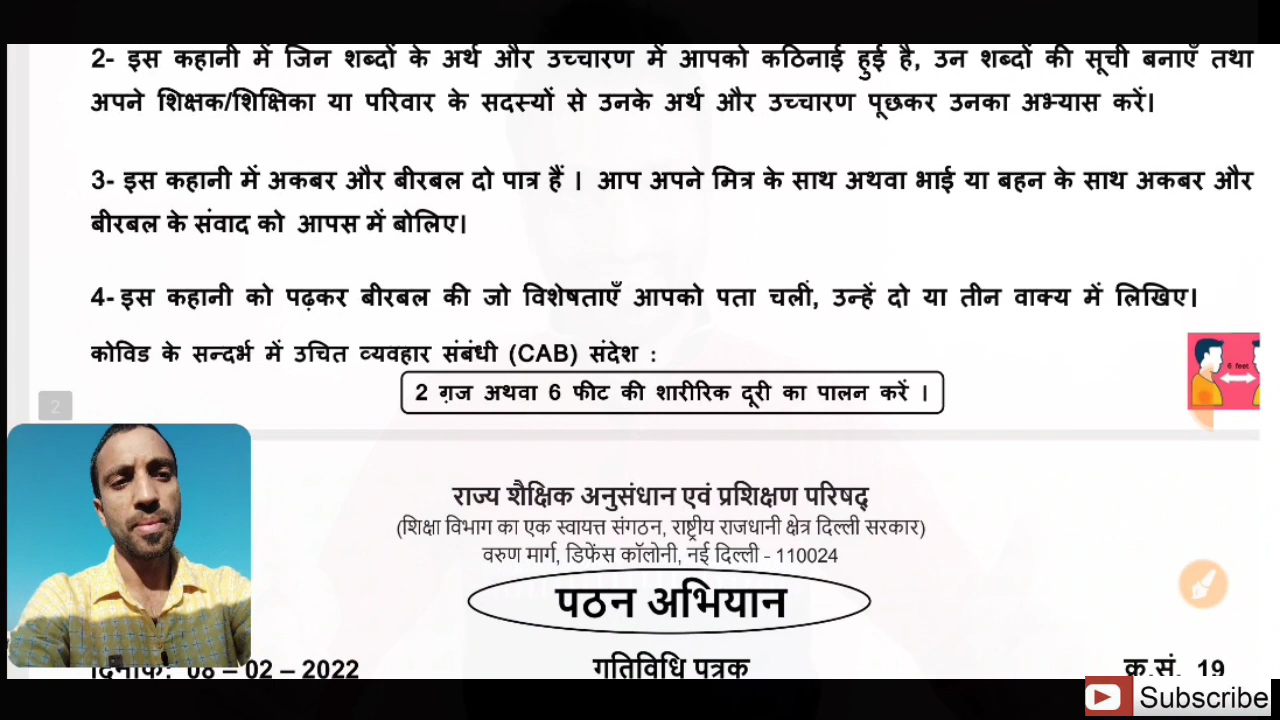 2- इस कहानी में जिन शब्दों के अर्थ और उच्चारण में आपको कठिनाई हुई है, उन शब्दों की सूची बनाएँ तथा
अपने शिक्षक/शिक्षिका या परिवार के सदस्यों से उनके अर्थ और उच्चारण पूछकर उनका अभ्यास करें।
3- इस कहानी में अकबर और बीरबल दो पात्र हैं । आप अपने मित्र के साथ अथवा भाई या बहन के साथ अकबर और
बीरबल के संवाद को आपस में बोलिए।
4- इस कहानी को पढ़कर बीरबल की जो विशेषताएँ आपको पता चलीं, उन्हें दो या तीन वाक्य में लिखिए।
कोविड के सन्दर्भ में उचित व्यवहार संबंधी (CAB) संदेश :
6 feet
2 ग़ज अथवा 6 फीट की शारीरिक दूरी का पालन करें ।
2
राज्य शैक्षिक अनुसंधान एवं प्रशिक्षण परिषद्
(शिक्षा विभाग का एक स्वायत्त संगठन, राष्ट्रीय राजधानी क्षेत्र दिल्ली सरकार)
वरुण मार्ग, डिफेंस कॉलोनी, नई दिल्ली - 110024
पठन अभियान
दिनांक: 08 – 02 – 2022 गतिविधि पत्रक क्र.सं. 19
Subscribe